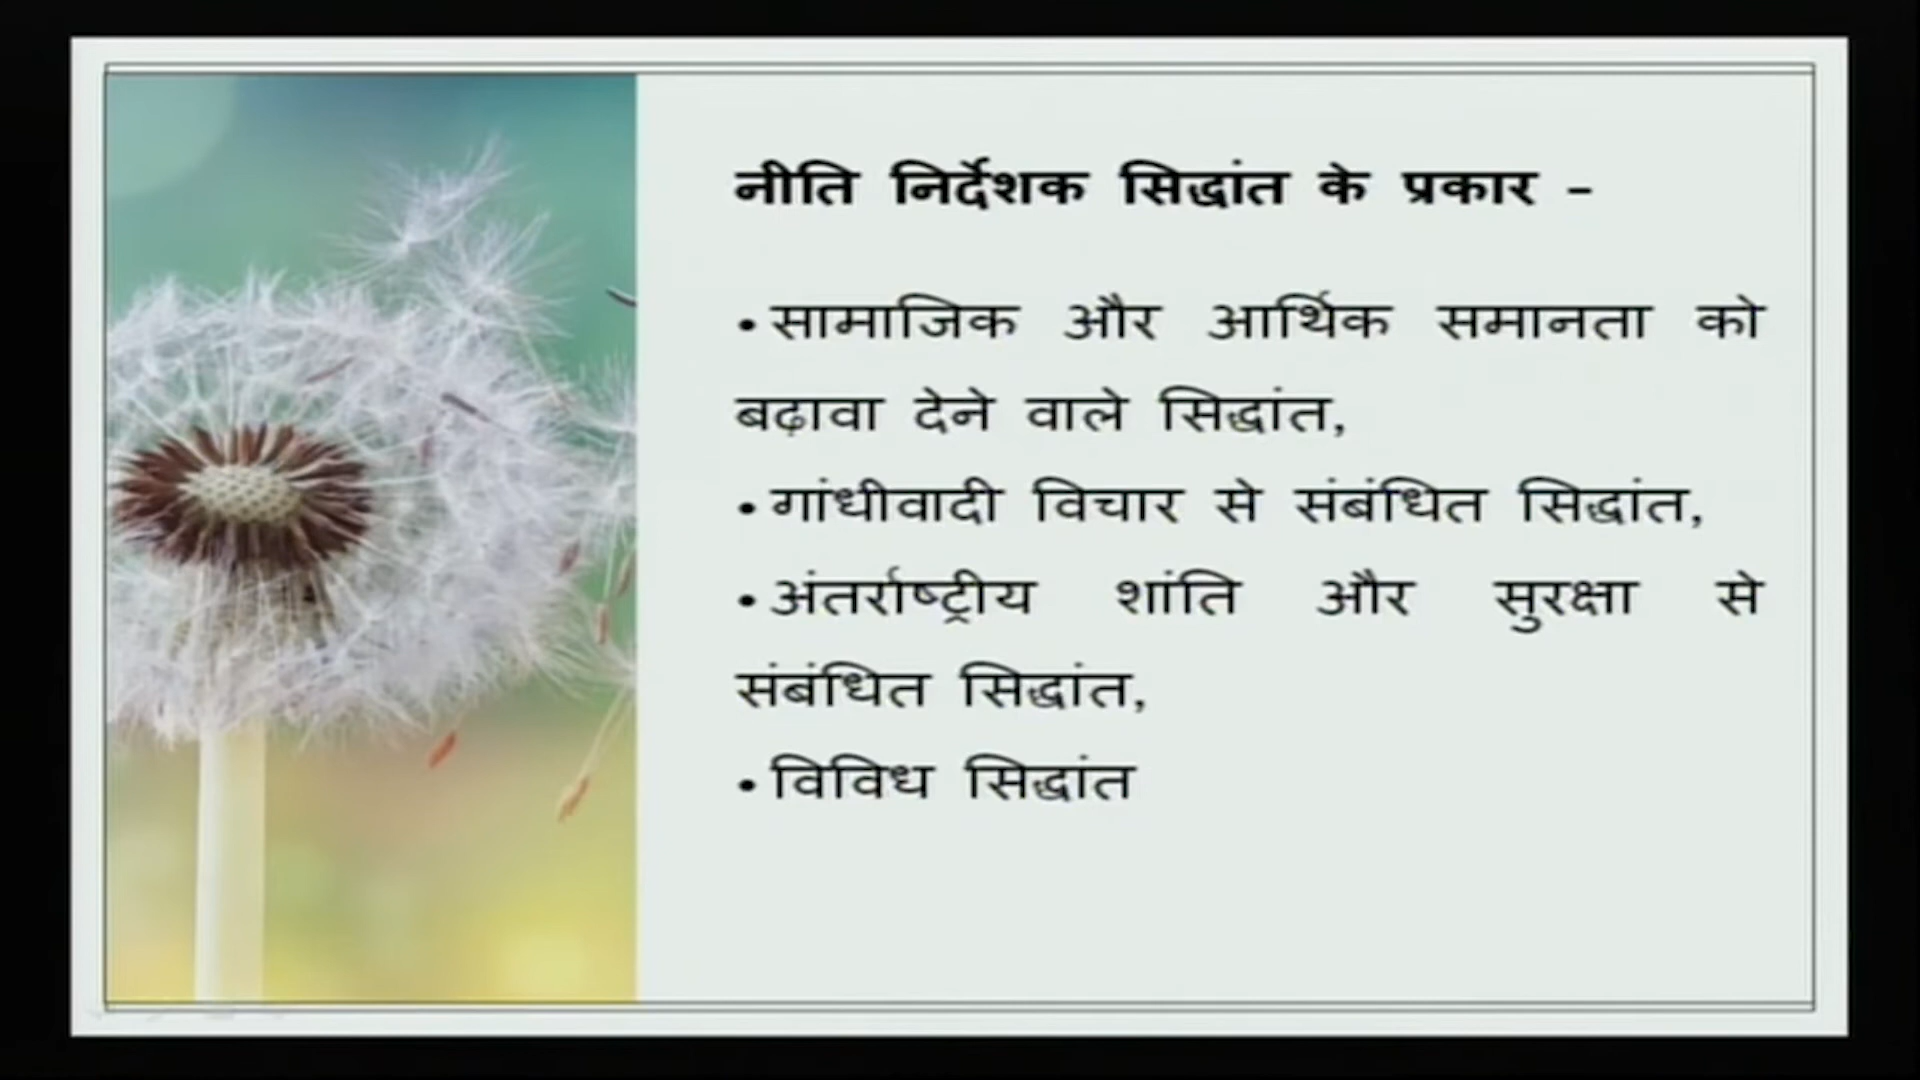 नीति निर्देशक सिद्धांत के प्रकार –
•सामाजिक और आर्थिक समानता को
बढ़ावा देने वाले सिद्धांत,
•गांधीवादी विचार से संबंधित सिद्धांत,
•अंतर्राष्ट्रीय शांति और सुरक्षा से
संबंधित सिद्धांत,
•विविध सिद्धांत